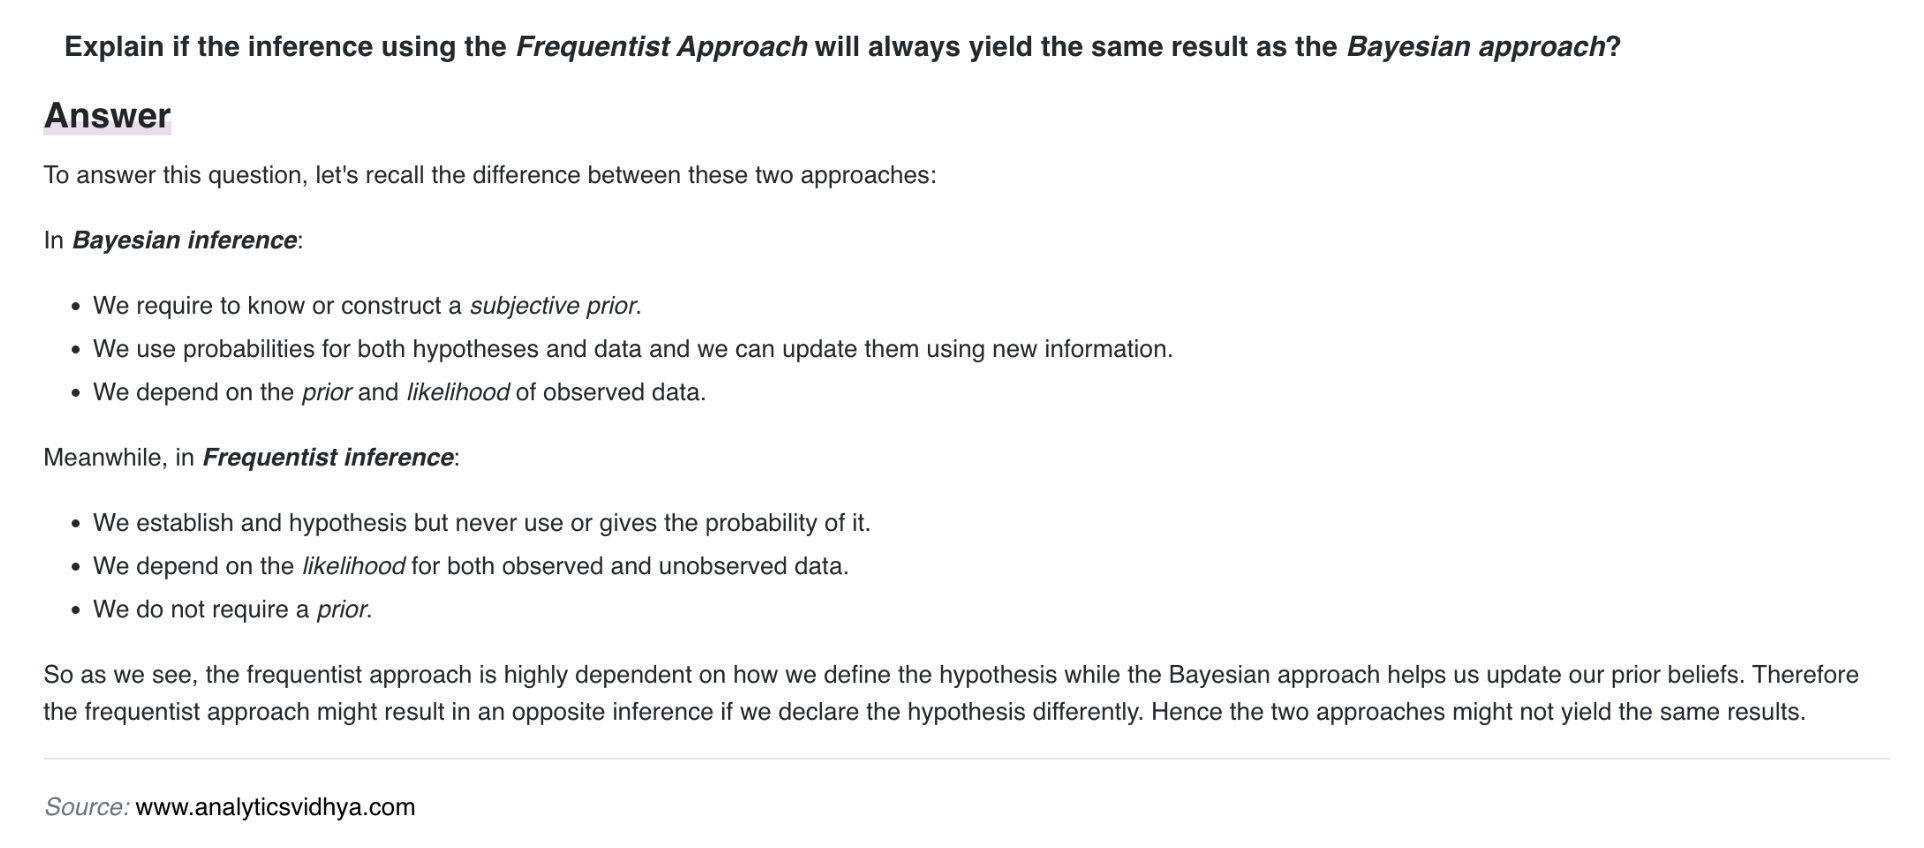 Explain if the inference using the Frequentist Approach will always yield the same result as the Bayesian approach?
Answer
To answer this question, let's recall the difference between these two approaches:
In Bayesian inference:
• We require to know or construct a subjective prior.
• We use probabilities for both hypotheses and data and we can update them using new information.
• We depend on the prior and likelihood of observed data.
Meanwhile, in Frequentist inference:
• We establish and hypothesis but never use or gives the probability of it.
• We depend on the likelihood for both observed and unobserved data.
• We do not require a prior.
So as we see, the frequentist approach is highly dependent on how we define the hypothesis while the Bayesian approach helps us update our prior beliefs. Therefore
the frequentist approach might result in an opposite inference if we declare the hypothesis differently. Hence the two approaches might not yield the same results.
Source: www.analyticsvidhya.com